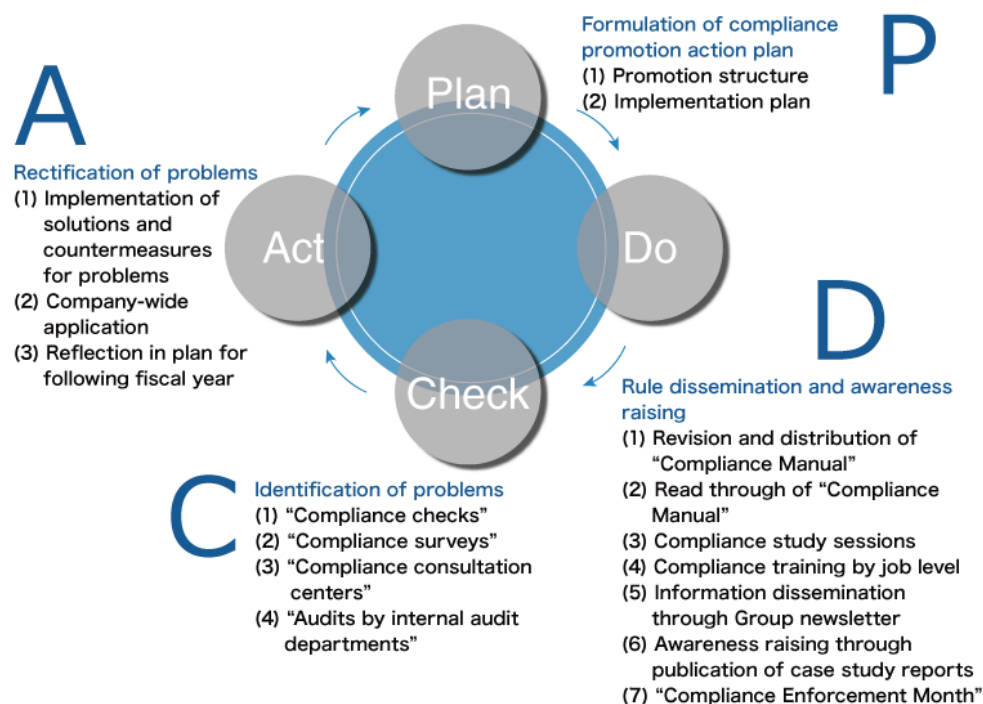 P
Plan
Formulation of compliance
promotion action plan
(1) Promotion structure
(2) Implementation plan
Do
D
Rule dissemination and awareness
raising
(1) Revision and distribution of
“Compliance Manual”
(2) Read through of “Compliance
Manual”
(3) Compliance study sessions
(4) Compliance training by job level
(5) Information dissemination
through Group newsletter
(6) Awareness raising through
publication of case study reports
(7) “Compliance Enforcement Month”
Check
C
Identification of problems
(1) “Compliance checks”
(2) “Compliance surveys”
(3) “Compliance consultation
centers”
(4) “Audits by internal audit
departments”
Act
A
Rectification of problems
(1) Implementation of
solutions and
countermeasures
for problems
(2) Company-wide
application
(3) Reflection in plan for
following fiscal year